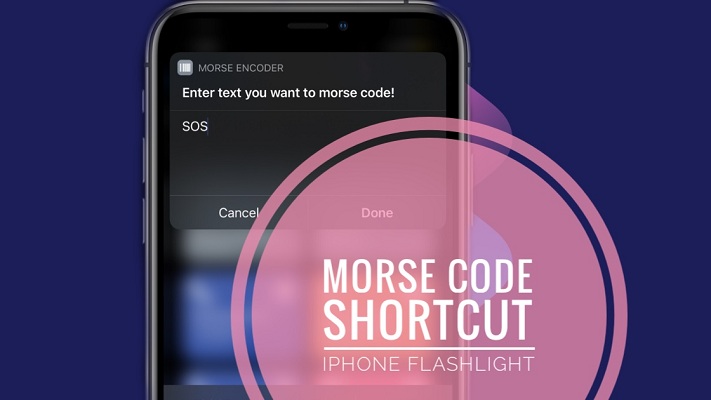 MORSE ENCODER
Enter text you want to morse code!
SOS
Cancel Done
MORSE CODE
SHORTCUT
IPHONE FLASHLIGHT